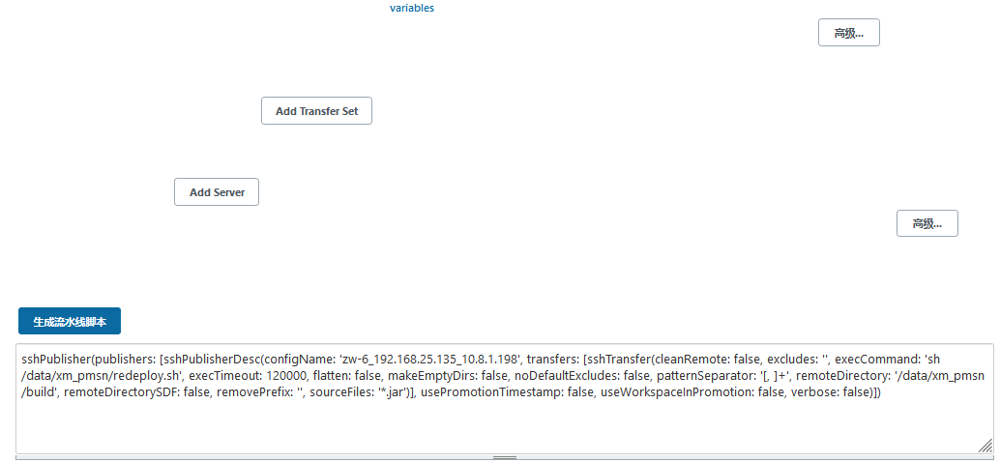 variables
高级...
Add Transfer Set
Add Server
高级...
生成流水线脚本
sshPublisher(publishers: [sshPublisherDesc(configName: 'zw-6_192.168.25.135_10.8.1.198', transfers: [sshTransfer(cleanRemote: false, excludes: '', execCommand: 'sh
/data/xm_pmsn/redeploy.sh', execTimeout: 120000, flatten: false, makeEmptyDirs: false, noDefaultExcludes: false, patternSeparator: '[, ]+', remoteDirectory: '/data/xm_pmsn
/build', remoteDirectorySDF: false, removePrefix: '', sourceFiles: '*.jar')], usePromotionTimestamp: false, useWorkspaceInPromotion: false, verbose: false)])